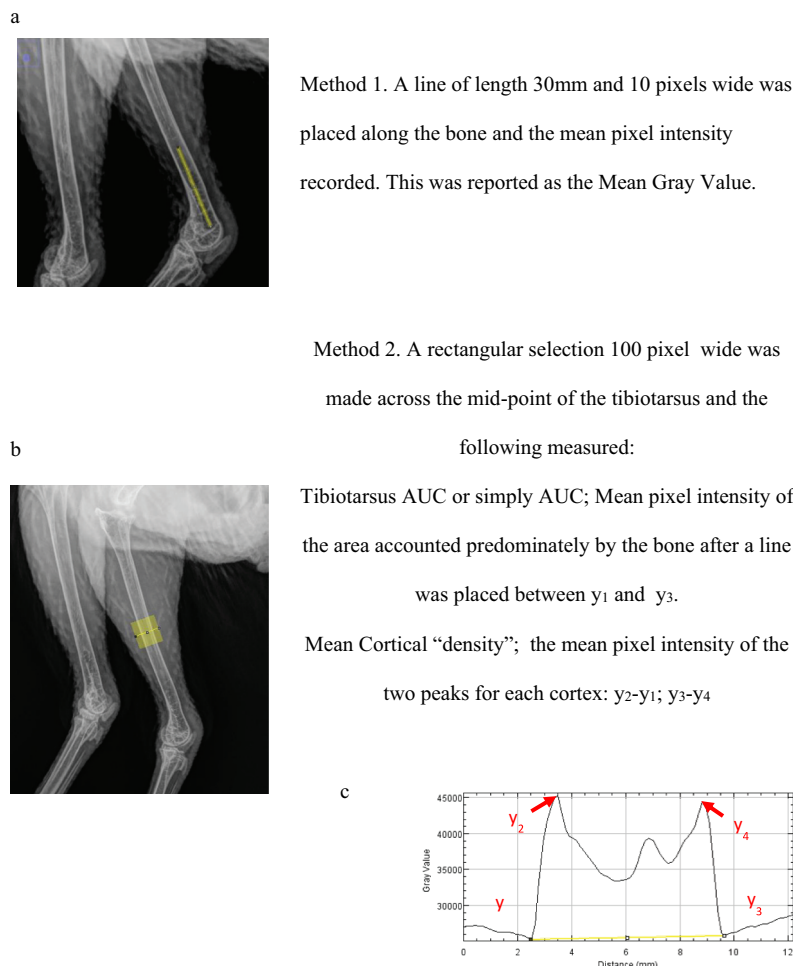 a
Method 1. A line of length 30mm and 10 pixels wide was
placed along the bone and the mean pixel intensity
recorded. This was reported as the Mean Gray Value.
Method 2. A rectangular selection 100 pixel wide was
made across the mid-point of the tibiotarsus and the
following measured:
b
Tibiotarsus AUC or simply AUC; Mean pixel intensity of
the area accounted predominately by the bone after a line
was placed between y₁ and y₃.
Mean Cortical “density”; the mean pixel intensity of the
two peaks for each cortex: y₂-y₁; y₃-y₄
c
45000
40000
35000
30000
Gray Value
y₂
y₄
y
y₃
0 2 4 6 8 10 12
Distance (mm)